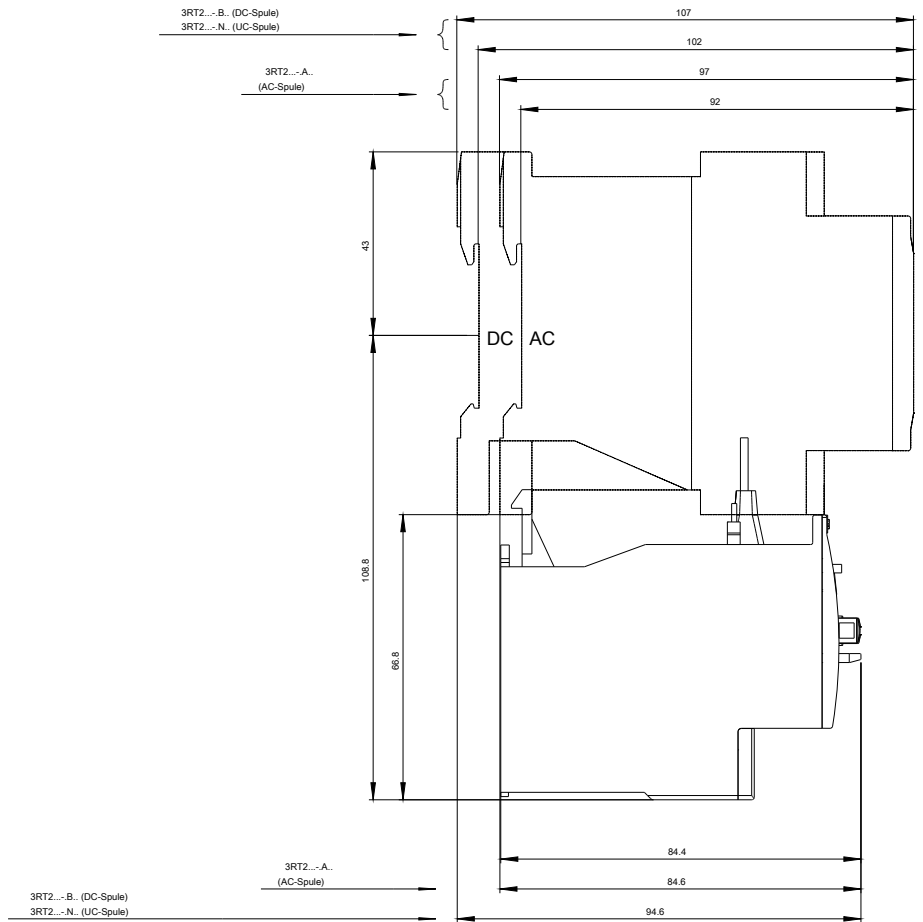 3RT2...-.B.. (DC-Spule)
107
3RT2...-.N.. (UC-Spule)
102
3RT2...-.A..
97
(AC-Spule)
92
43
DC
AC
108.8
66.8
84.4
3RT2...-.A..
(AC-Spule)
84.6
3RT2...-.B.. (DC-Spule)
3RT2...-.N.. (UC-Spule)
94.6